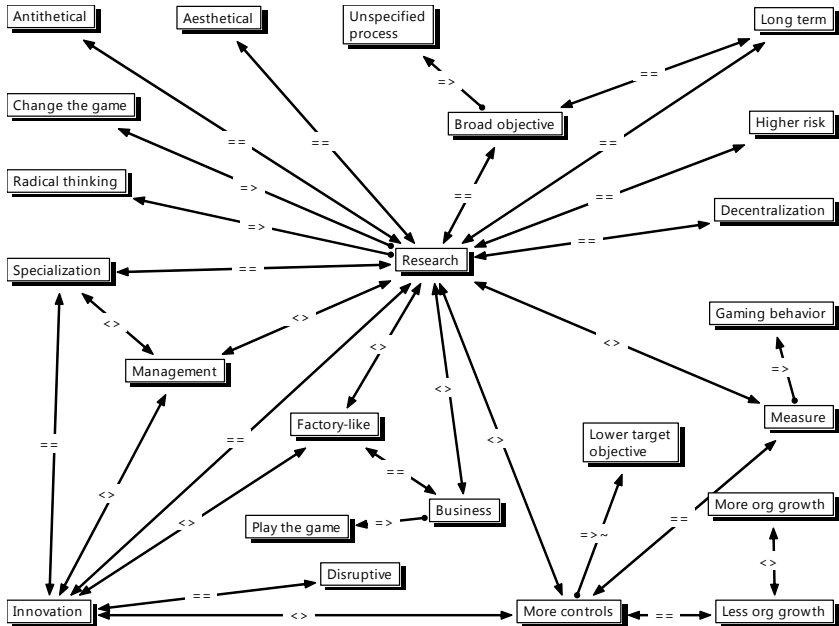 Antithetical
Aesthetical
Unspecified
process
Long term
=>
==
Change the game
Broad objective
Higher risk
==
==
==
Radical thinking
=>
==
==
Decentralization
=>
==
Research
Specialization
==
<>
<>
Gaming behavior
<>
<>
Management
=>
<>
Factory-like
Measure
==
<>
Lower target
objective
==
==
<>
<>
Business
More org growth
Play the game
=>
<>
==
=>~
<>
Disruptive
==
Innovation
<>
More controls
==
Less org growth